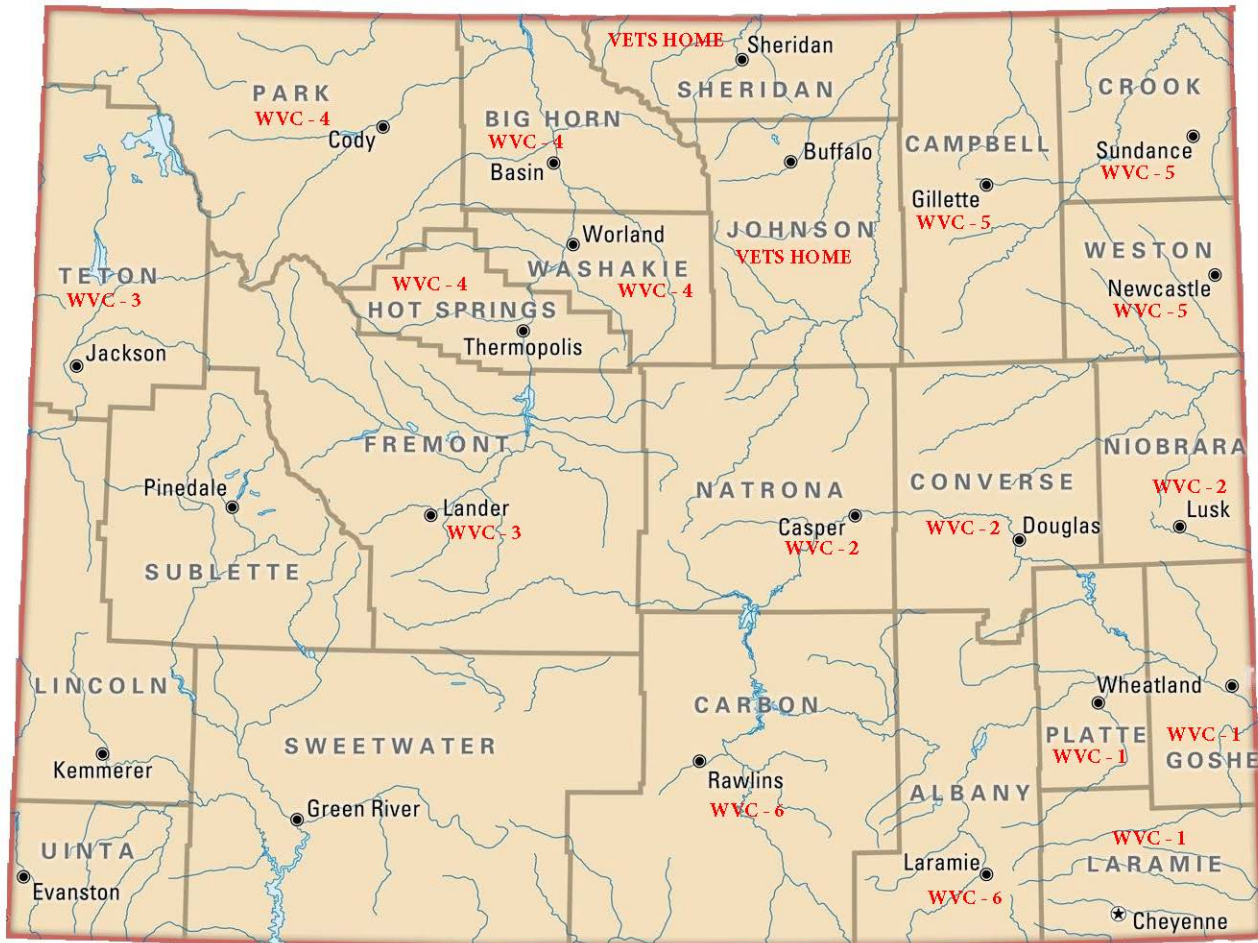 VETS HOME
Sheridan
SHERIDAN
PARK
WVC - 4
Cody
BIG HORN
WVC - 4
Basin
CROOK
Sundance
WVC - 5
CAMPBELL
Gillette
WVC - 5
Buffalo
JOHNSON
VETS HOME
Worland
WASHAKIE
WVC - 4
WESTON
Newcastle
WVC - 5
TETON
WVC - 3
Jackson
WVC - 4
HOT SPRINGS
Thermopolis
FREMONT
Lander
WVC - 3
Pinedale
SUBLETTE
NATRONA
Casper
WVC - 2
CONVERSE
WVC - 2
Douglas
NIOBRARA
WVC - 2
Lusk
LINCOLN
Kemmerer
SWEETWATER
Green River
CARBON
Rawlins
WVC - 6
Wheatland
PLATTE
WVC - 1
WVC - 1
GOSHE
ALBANY
Laramie
WVC - 6
WVC - 1
LARAMIE
Cheyenne
UINTA
Evanston